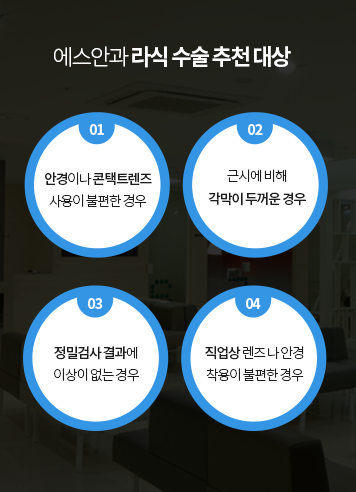 에스안과 라식 수술 추천 대상
01
안경이나 콘택트렌즈
사용이 불편한 경우
02
근시에 비해
각막이 두꺼운 경우
03
정밀검사 결과에
이상이 없는 경우
04
직업상 렌즈 나 안경
착용이 불편한 경우